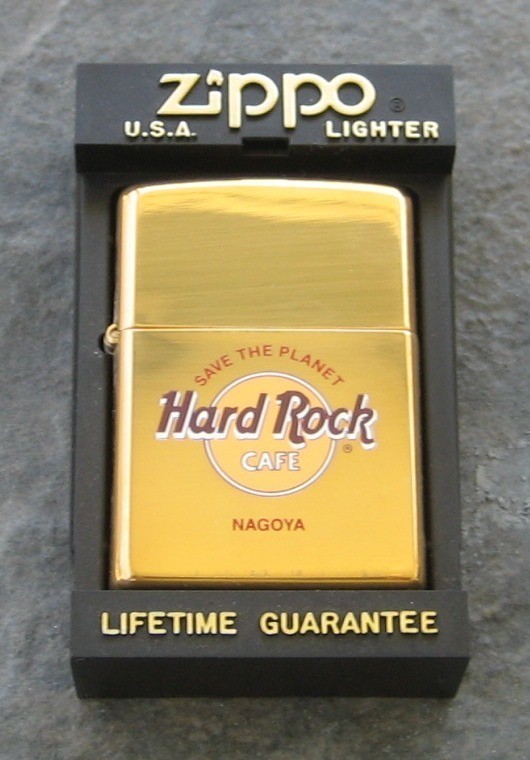 Zippo ®
U.S.A. LIGHTER
SAVE THE PLANET
Hard Rock ®
CAFE
NAGOYA
LIFETIME GUARANTEE